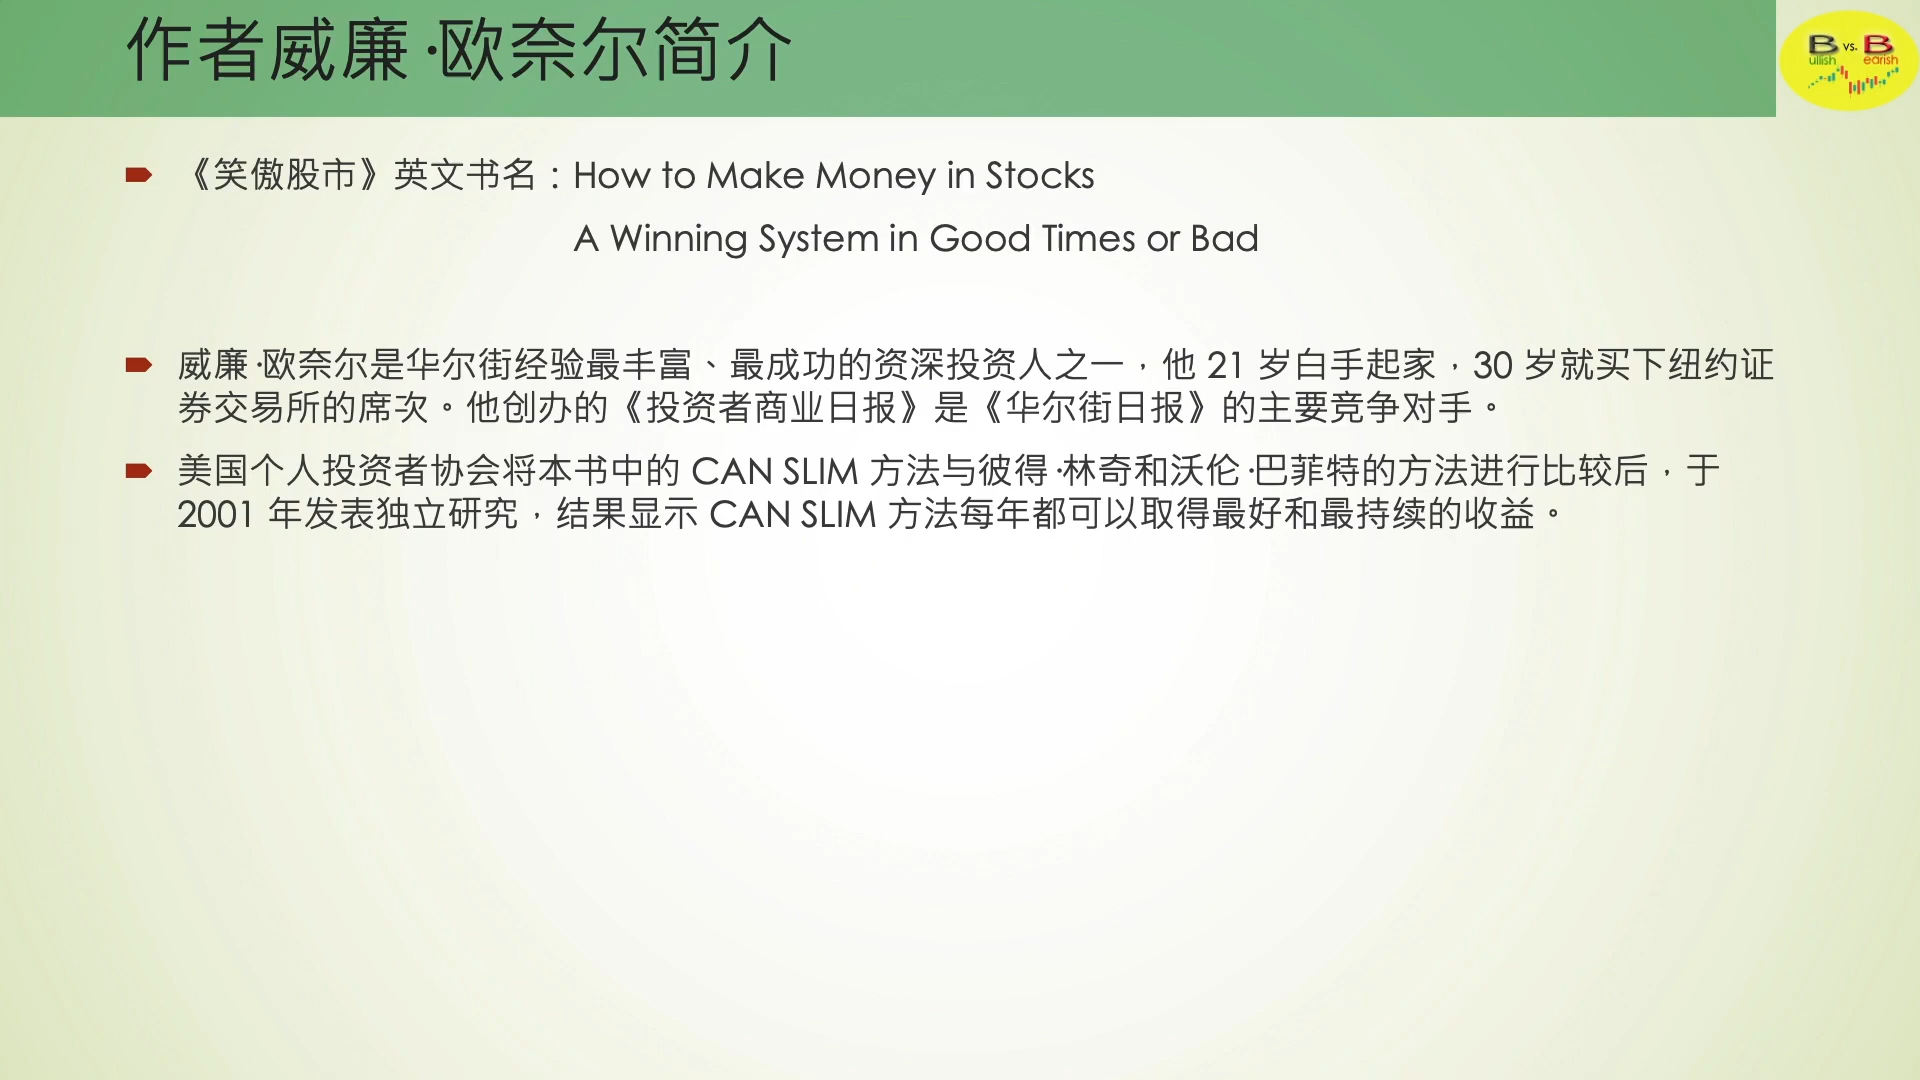 作者威廉·欧奈尔简介
Bullish vs. Bearish
《笑傲股市》英文书名：How to Make Money in Stocks
A Winning System in Good Times or Bad
威廉·欧奈尔是华尔街经验最丰富、最成功的资深投资人之一，他 21 岁白手起家，30 岁就买下纽约证
券交易所的席次。他创办的《投资者商业日报》是《华尔街日报》的主要竞争对手。
美国个人投资者协会将本书中的 CAN SLIM 方法与彼得·林奇和沃伦·巴菲特的方法进行比较后，于
2001 年发表独立研究，结果显示 CAN SLIM 方法每年都可以取得最好和最持续的收益。